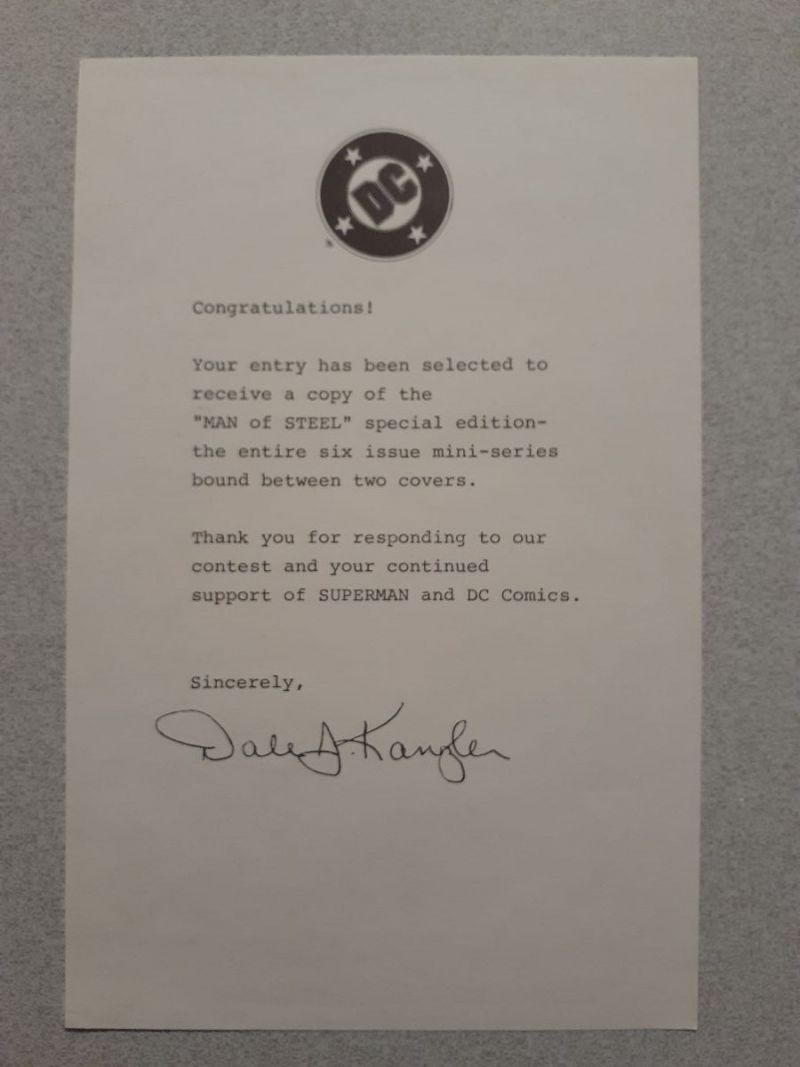 DC
Congratulations!
Your entry has been selected to
receive a copy of the
"MAN of STEEL" special edition-
the entire six issue mini-series
bound between two covers.
Thank you for responding to our
contest and your continued
support of SUPERMAN and DC Comics.
Sincerely,
Dale A. Kangler